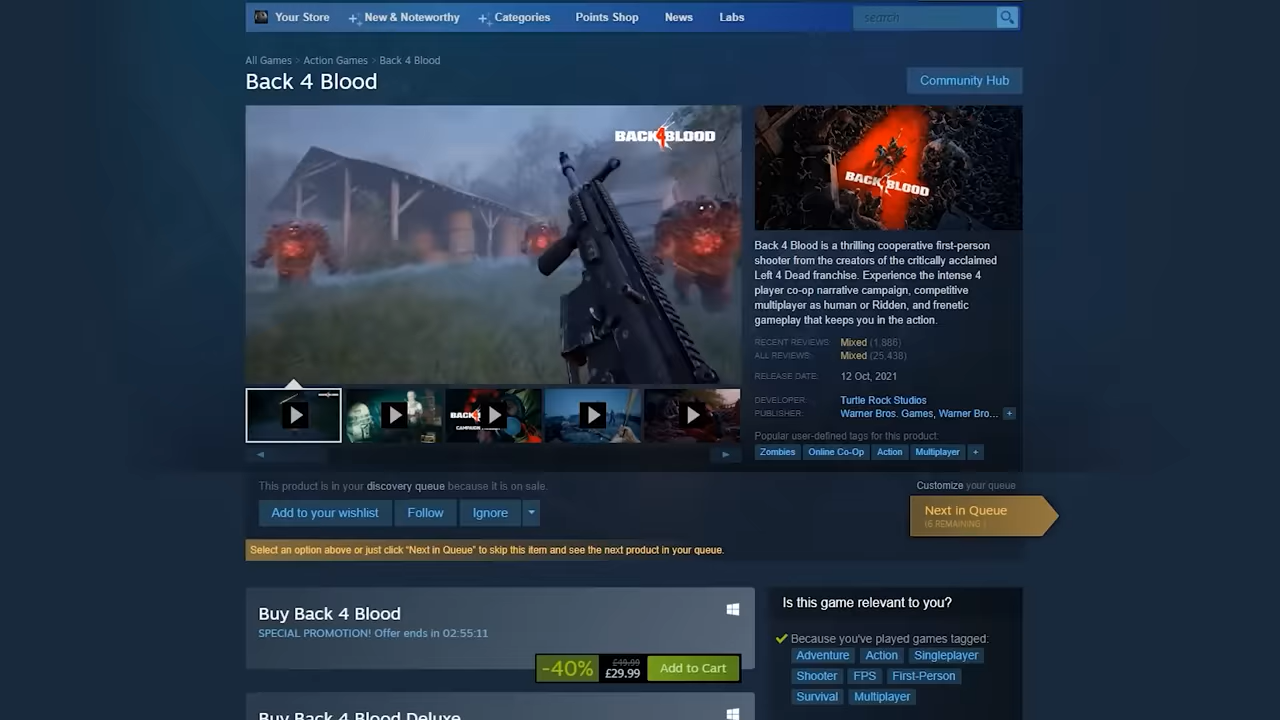 Your Store
New & Noteworthy
Categories
Points Shop
News
Labs
search
All Games > Action Games > Back 4 Blood
Back 4 Blood
Community Hub
BACK 4 BLOOD
BACK 4 BLOOD
Back 4 Blood is a thrilling cooperative first-person
shooter from the creators of the critically acclaimed
Left 4 Dead franchise. Experience the intense 4
player co-op narrative campaign, competitive
multiplayer as human or Ridden, and frenetic
gameplay that keeps you in the action.
RECENT REVIEWS: Mixed (1,886)
ALL REVIEWS: Mixed (25,438)
RELEASE DATE: 12 Oct, 2021
DEVELOPER: Turtle Rock Studios
PUBLISHER: Warner Bros. Games, Warner Bro... +
Popular user-defined tags for this product:
Zombies Online Co-Op Action Multiplayer +
This product is in your discovery queue because it is on sale.
Customize your queue
Add to your wishlist
Follow
Ignore
Next in Queue
(6 REMAINING )
Select an option above or just click "Next in Queue" to skip this item and see the next product in your queue.
Buy Back 4 Blood
SPECIAL PROMOTION! Offer ends in 02:55:11
-40%
£49.99
£29.99
Add to Cart
Is this game relevant to you?
Because you've played games tagged:
Adventure Action Singleplayer
Shooter FPS First-Person
Survival Multiplayer
Buy Back 4 Blood Deluxe